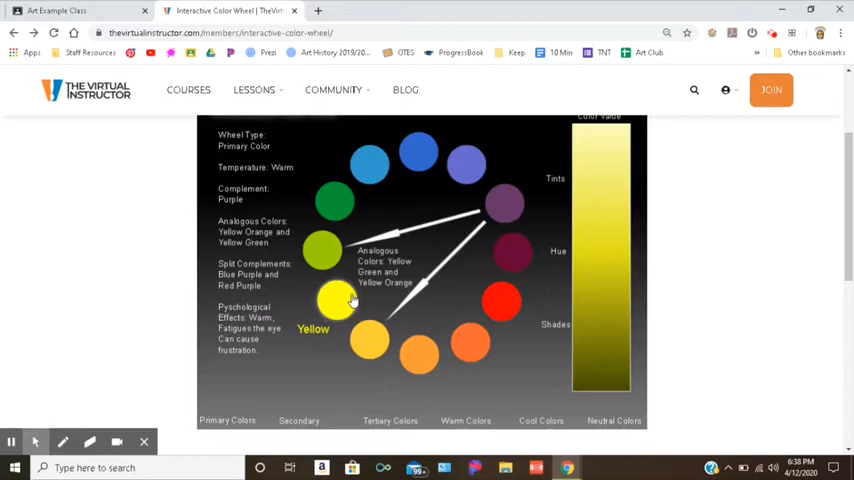 Art Example Class
Interactive Color Wheel | TheVirt
thevirtualinstructor.com/members/interactive-color-wheel/
Apps
Staff Resources
Prezi
Art History 2019/20...
OTES
ProgressBook
Keep
10 Min
TNT
Art Club
Other bookmarks
THE VIRTUAL
INSTRUCTOR
COURSES
LESSONS
COMMUNITY
BLOG
JOIN
Wheel Type:
Primary Color
Temperature: Warm
Complement:
Purple
Analogous Colors:
Yellow Orange and
Yellow Green
Split Complements:
Blue Purple and
Red Purple
Pyschological
Effects: Warm,
Fatigues the eye.
Can cause
frustration.
Analogous
Colors: Yellow
Green and
Yellow Orange
Yellow
Color Value
Tints
Hue
Shades
Primary Colors
Secondary
Tertiary Colors
Warm Colors
Cool Colors
Neutral Colors
Type here to search
99+
6:38 PM
4/12/2020